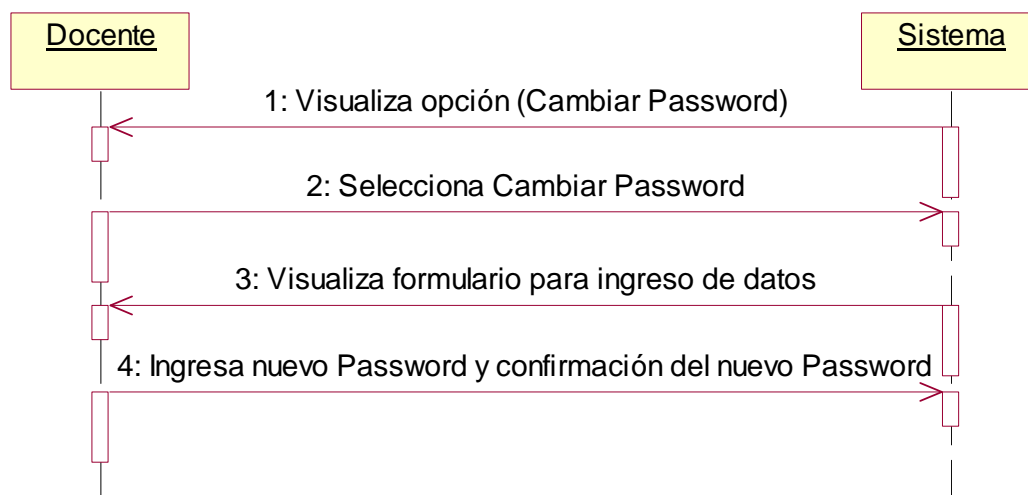 Docente
Sistema
1: Visualiza opción (Cambiar Password)
2: Selecciona Cambiar Password
3: Visualiza formulario para ingreso de datos
4: Ingresa nuevo Password y confirmación del nuevo Password